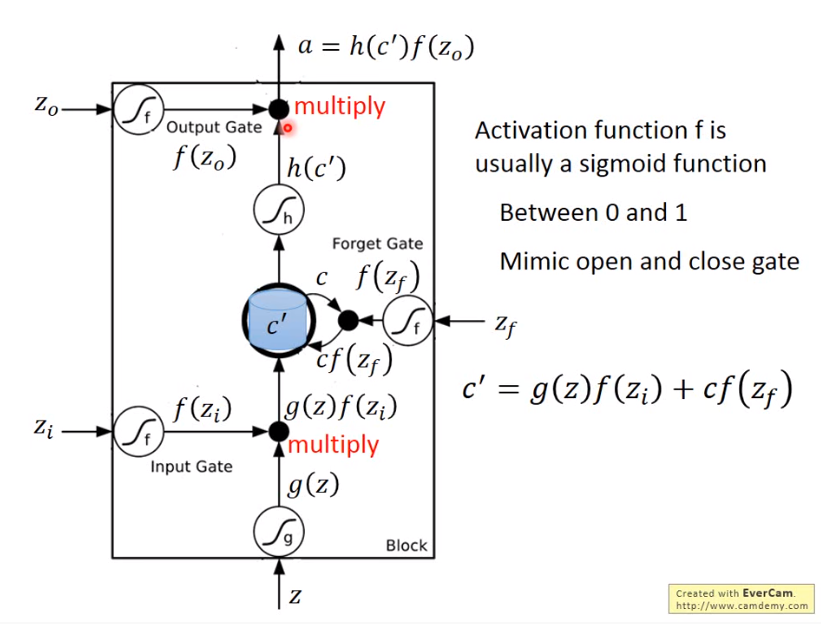 a = h(c′)f(z_o)
z_o
f
multiply
Output Gate
f(z_o)
h(c′)
h
Activation function f is
usually a sigmoid function
Between 0 and 1
Mimic open and close gate
Forget Gate
c
f(z_f)
c′
f
z_f
cf(z_f)
c′ = g(z)f(z_i) + cf(z_f)
z_i
f
f(z_i)
g(z)f(z_i)
multiply
Input Gate
g(z)
g
Block
z
Created with EverCam.
http://www.camdemy.com